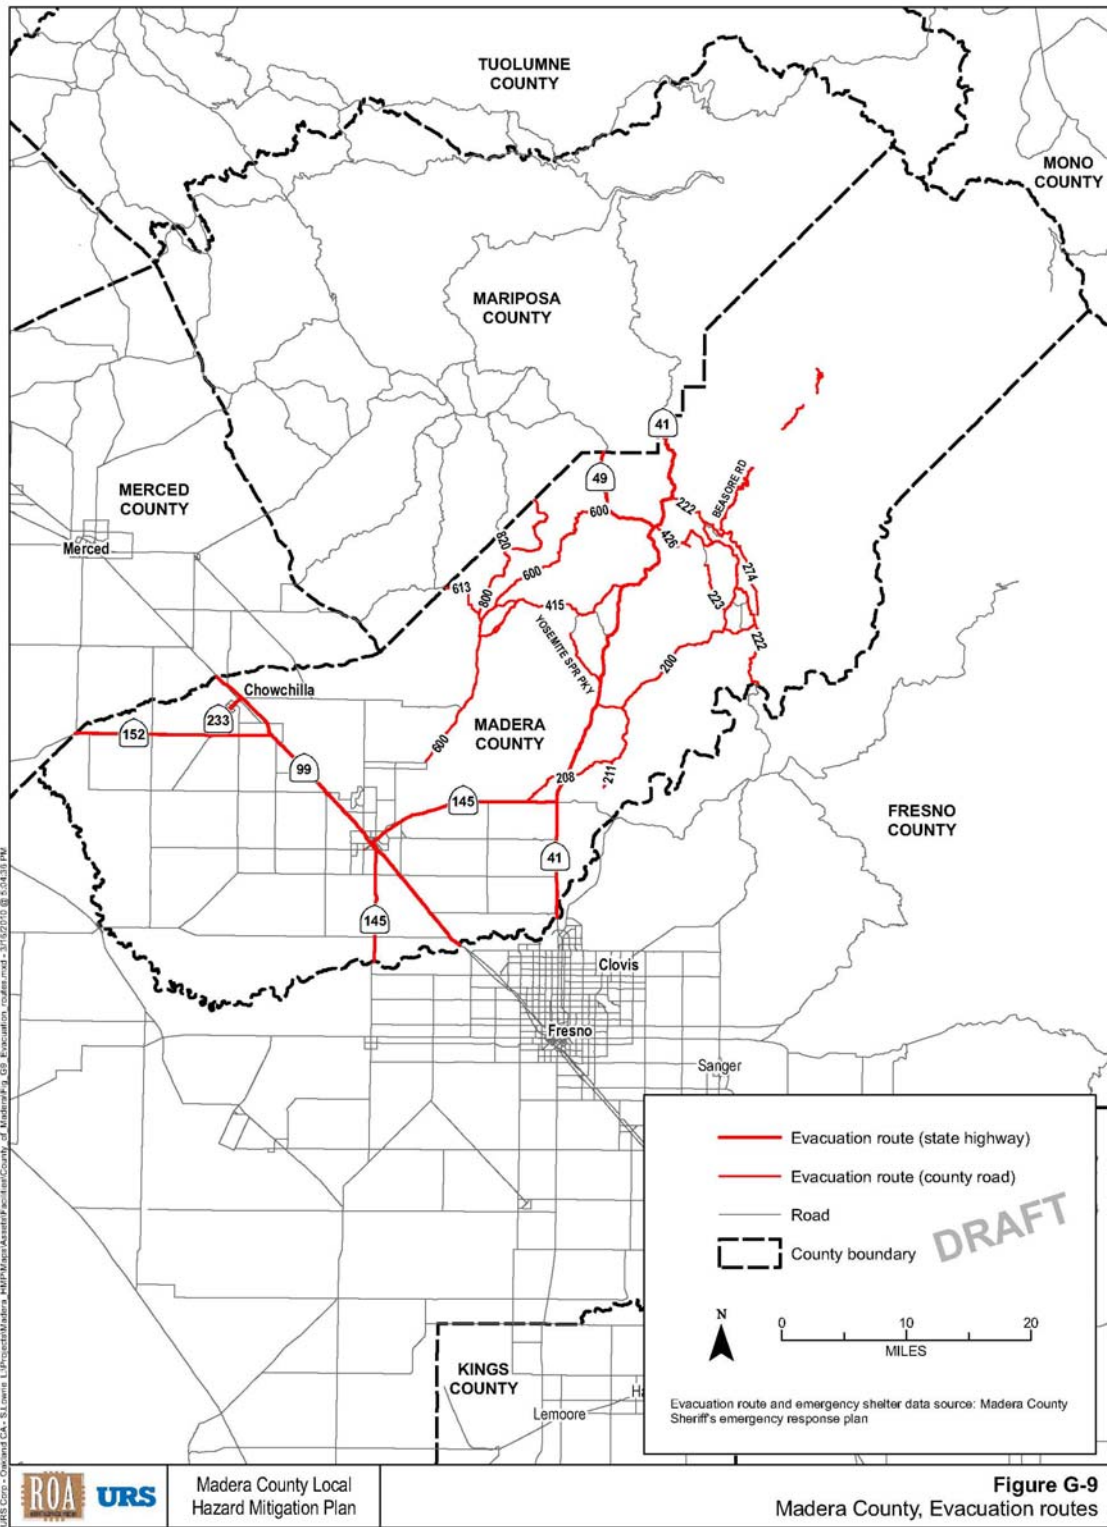 TUOLUMNE
COUNTY
MONO
COUNTY
MARIPOSA
COUNTY
41
49
MERCED
COUNTY
BEASORE RD
222
600
426
820
Merced
600
274
613
800
223
415
YOSEMITE SPR PKY
222
200
Chowchilla
233
152
MADERA
COUNTY
600
99
208
211
145
FRESNO
COUNTY
41
145
Clovis
Fresno
Sanger
Evacuation route (state highway)
Evacuation route (county road)
Road
County boundary
DRAFT
N
0 10 20
MILES
KINGS
COUNTY
Ha
Lemoore
Evacuation route and emergency shelter data source: Madera County
Sheriff's emergency response plan
ROA
URS
Madera County Local
Hazard Mitigation Plan
Figure G-9
Madera County, Evacuation routes